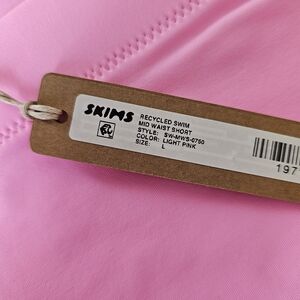 SKIMS
RECYCLED SWIM
MID WAIST SHORT
STYLE: SW-MWS-0750
COLOR: LIGHT PINK
SIZE: L
197